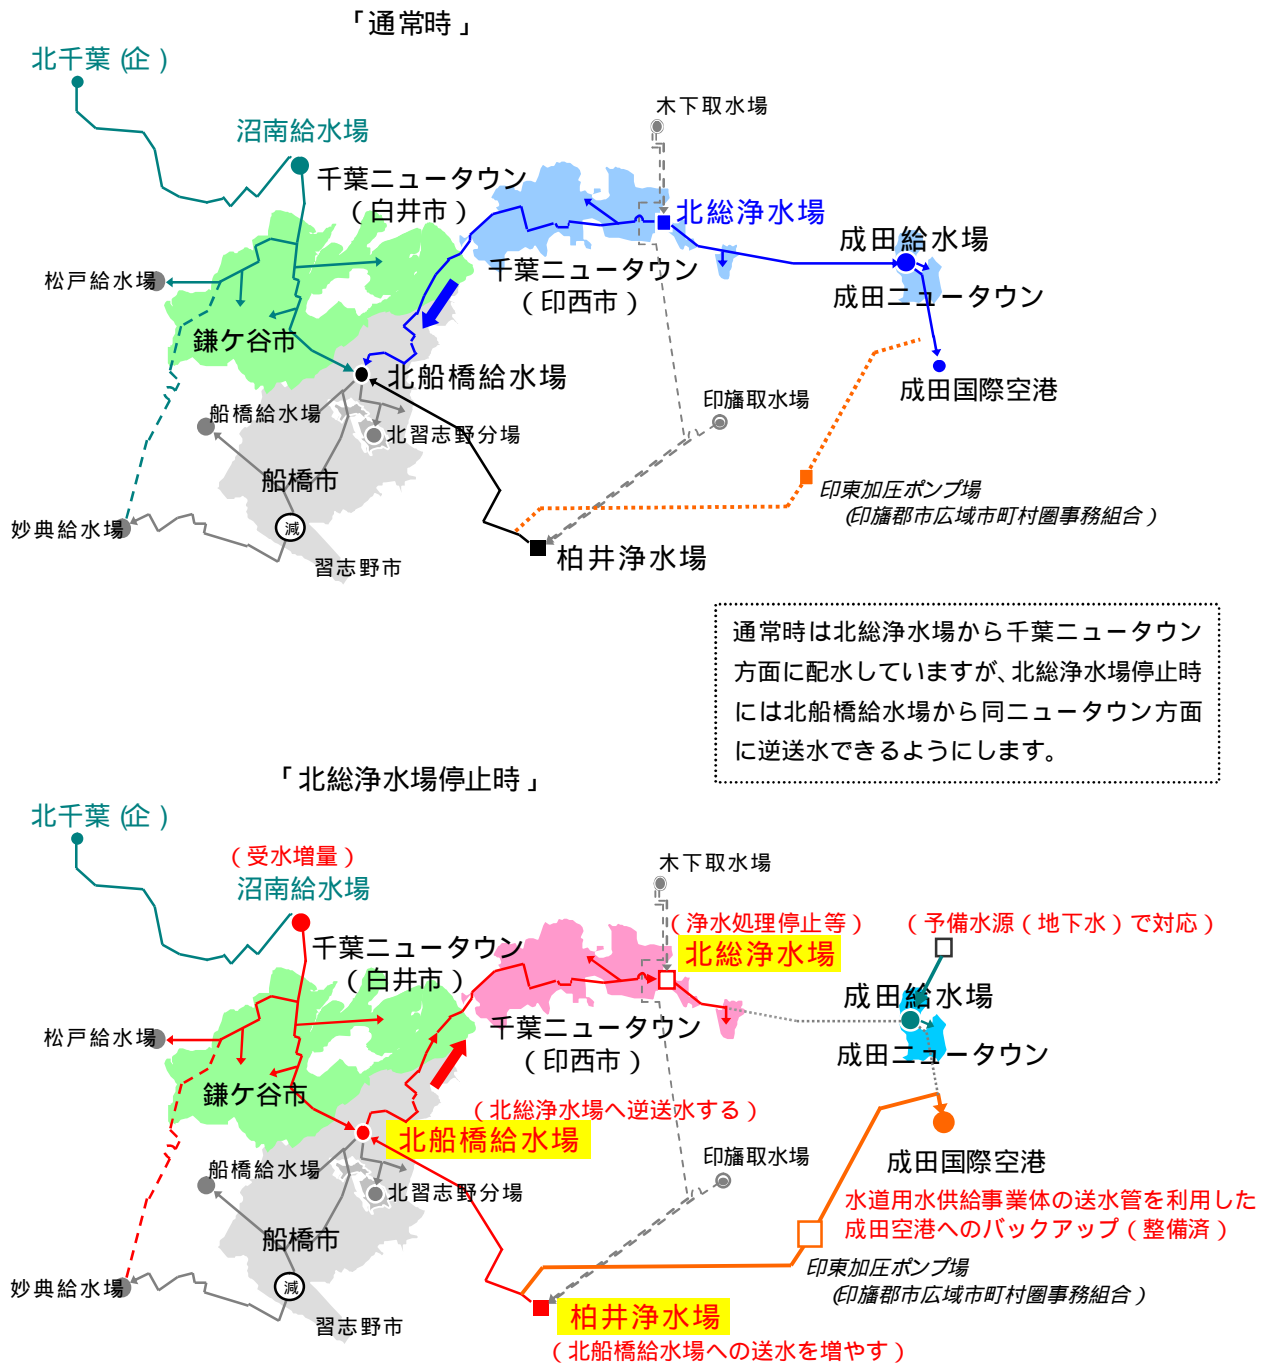 「通常時」
北千葉(企)
木下取水場
沼南給水場
千葉ニュータウン
(白井市)
北総浄水場
成田給水場
千葉ニュータウン
(印西市)
松戸給水場
成田ニュータウン
鎌ケ谷市
北船橋給水場
成田国際空港
船橋給水場
印旛取水場
北習志野分場
船橋市
印東加圧ポンプ場
(印旛郡市広域市町村圏事務組合)
妙典給水場
減
習志野市
柏井浄水場
通常時は北総浄水場から千葉ニュータウン
方面に配水していますが、北総浄水場停止時
には北船橋給水場から同ニュータウン方面
に逆送水できるようにします。
「北総浄水場停止時」
北千葉(企)
(受水増量)
沼南給水場
木下取水場
(浄水処理停止等)
(予備水源(地下水)で対応)
千葉ニュータウン
(白井市)
北総浄水場
成田給水場
千葉ニュータウン
(印西市)
松戸給水場
成田ニュータウン
鎌ケ谷市
(北総浄水場へ逆送水する)
北船橋給水場
成田国際空港
船橋給水場
印旛取水場
北習志野分場
水道用水供給事業体の送水管を利用した
成田空港へのバックアップ(整備済)
船橋市
印東加圧ポンプ場
(印旛郡市広域市町村圏事務組合)
妙典給水場
減
習志野市
柏井浄水場
(北船橋給水場への送水を増やす)